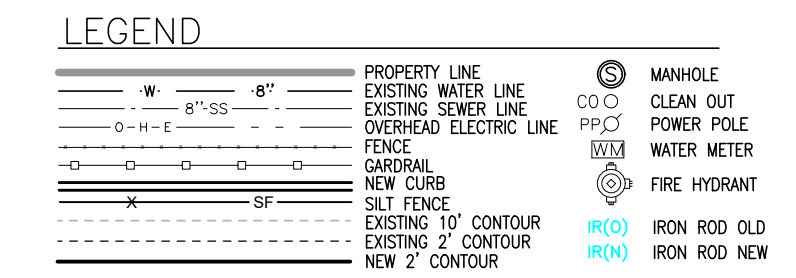 LEGEND
PROPERTY LINE
·W· 8'' EXISTING WATER LINE
8''-SS EXISTING SEWER LINE
O-H-E OVERHEAD ELECTRIC LINE
FENCE
GARDRAIL
NEW CURB
X SF SILT FENCE
EXISTING 10' CONTOUR
EXISTING 2' CONTOUR
NEW 2' CONTOUR
S MANHOLE
CO CLEAN OUT
PP POWER POLE
WM WATER METER
FIRE HYDRANT
IR(O) IRON ROD OLD
IR(N) IRON ROD NEW